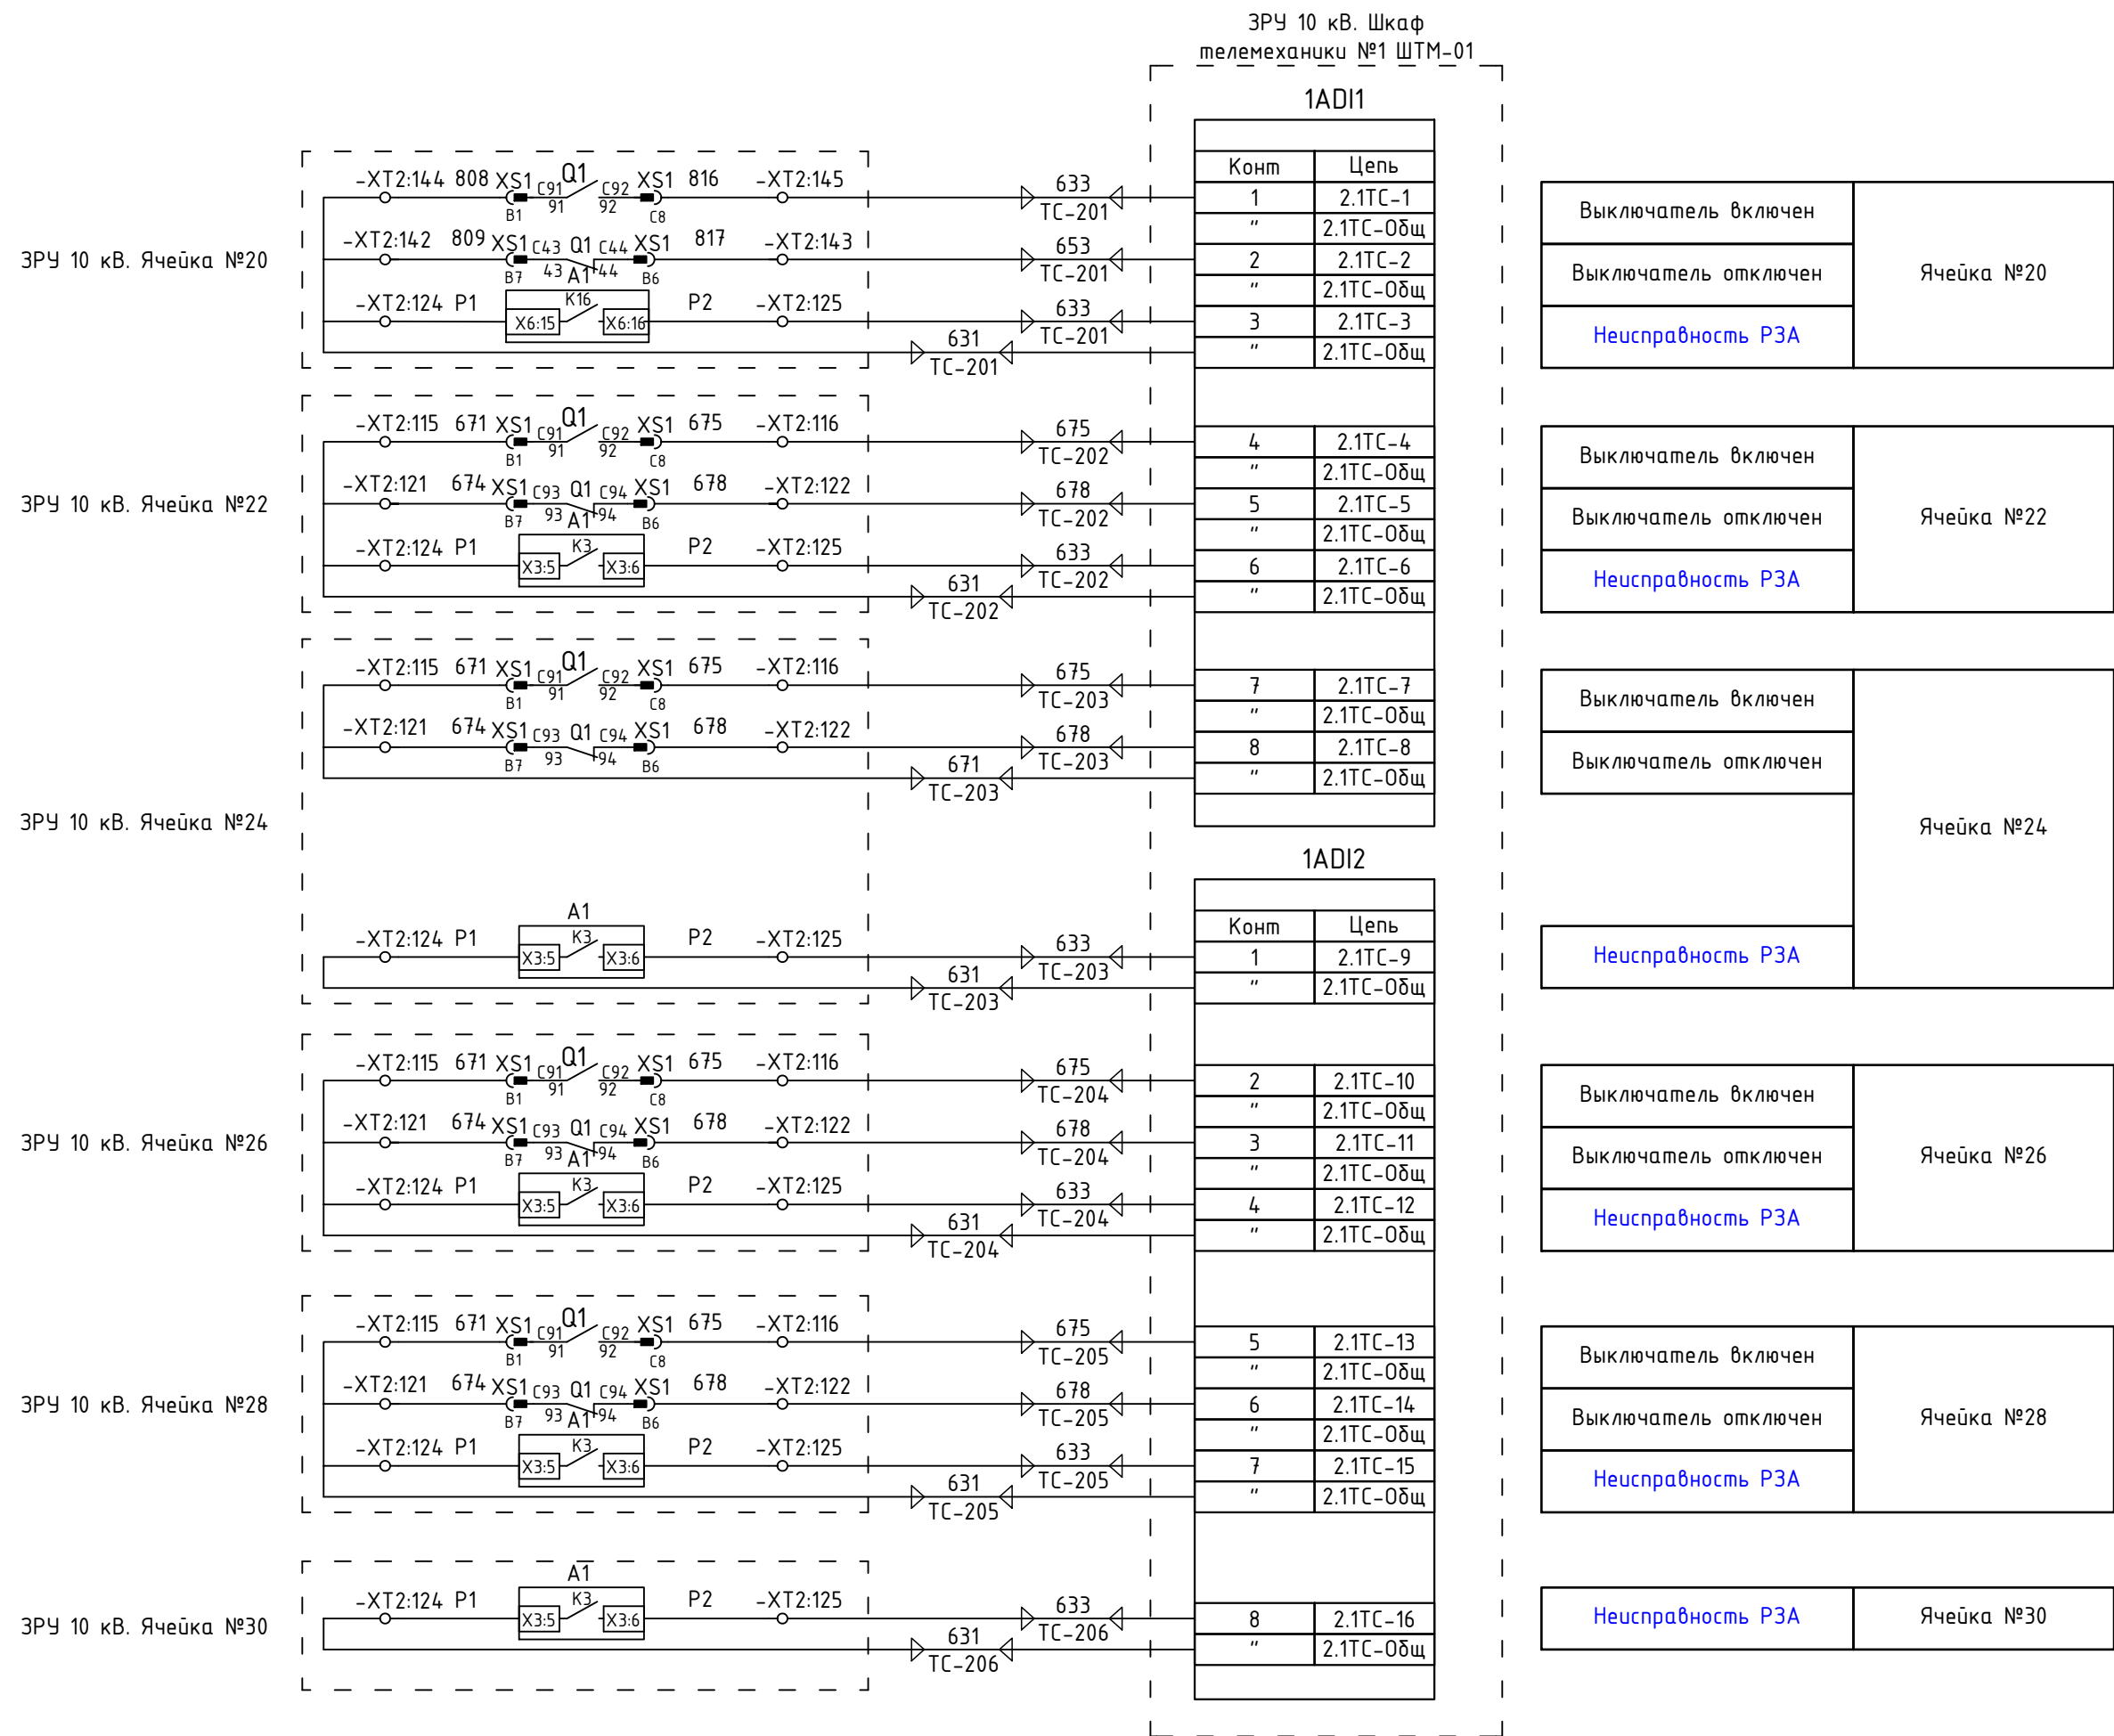 ЗРУ 10 кВ. Шкаф
телемеханики №1 ШТМ-01
1ADI1
Конт Цепь
ЗРУ 10 кВ. Ячейка №20
-XT2:144 808 XS1 C91 Q1 C92 XS1 816 -XT2:145 633 1 2.1ТС-1
B1 91 92 C8 ТС-201 " 2.1ТС-Общ
Выключатель включен
-XT2:142 809 XS1 C43 Q1 C44 XS1 817 -XT2:143 653 2 2.1ТС-2
B7 43 44 B6 ТС-201 " 2.1ТС-Общ
Выключатель отключен
A1
-XT2:124 P1 X6:15 K16 X6:16 P2 -XT2:125 633 3 2.1ТС-3
ТС-201
631 " 2.1ТС-Общ
ТС-201
Неисправность РЗА
Ячейка №20
ЗРУ 10 кВ. Ячейка №22
-XT2:115 671 XS1 C91 Q1 C92 XS1 675 -XT2:116 675 4 2.1ТС-4
B1 91 92 C8 ТС-202 " 2.1ТС-Общ
Выключатель включен
-XT2:121 674 XS1 C93 Q1 C94 XS1 678 -XT2:122 678 5 2.1ТС-5
B7 93 94 B6 ТС-202 " 2.1ТС-Общ
Выключатель отключен
A1
-XT2:124 P1 X3:5 K3 X3:6 P2 -XT2:125 633 6 2.1ТС-6
ТС-202
631 " 2.1ТС-Общ
ТС-202
Неисправность РЗА
Ячейка №22
ЗРУ 10 кВ. Ячейка №24
-XT2:115 671 XS1 C91 Q1 C92 XS1 675 -XT2:116 675 7 2.1ТС-7
B1 91 92 C8 ТС-203 " 2.1ТС-Общ
Выключатель включен
-XT2:121 674 XS1 C93 Q1 C94 XS1 678 -XT2:122 678 8 2.1ТС-8
B7 93 94 B6 ТС-203
671 " 2.1ТС-Общ
ТС-203
Выключатель отключен
Ячейка №24
1ADI2
Конт Цепь
A1
-XT2:124 P1 X3:5 K3 X3:6 P2 -XT2:125 633 1 2.1ТС-9
ТС-203
631 " 2.1ТС-Общ
ТС-203
Неисправность РЗА
ЗРУ 10 кВ. Ячейка №26
-XT2:115 671 XS1 C91 Q1 C92 XS1 675 -XT2:116 675 2 2.1ТС-10
B1 91 92 C8 ТС-204 " 2.1ТС-Общ
Выключатель включен
-XT2:121 674 XS1 C93 Q1 C94 XS1 678 -XT2:122 678 3 2.1ТС-11
B7 93 94 B6 ТС-204 " 2.1ТС-Общ
Выключатель отключен
A1
-XT2:124 P1 X3:5 K3 X3:6 P2 -XT2:125 633 4 2.1ТС-12
ТС-204
631 " 2.1ТС-Общ
ТС-204
Неисправность РЗА
Ячейка №26
ЗРУ 10 кВ. Ячейка №28
-XT2:115 671 XS1 C91 Q1 C92 XS1 675 -XT2:116 675 5 2.1ТС-13
B1 91 92 C8 ТС-205 " 2.1ТС-Общ
Выключатель включен
-XT2:121 674 XS1 C93 Q1 C94 XS1 678 -XT2:122 678 6 2.1ТС-14
B7 93 94 B6 ТС-205 " 2.1ТС-Общ
Выключатель отключен
A1
-XT2:124 P1 X3:5 K3 X3:6 P2 -XT2:125 633 7 2.1ТС-15
ТС-205
631 " 2.1ТС-Общ
ТС-205
Неисправность РЗА
Ячейка №28
ЗРУ 10 кВ. Ячейка №30
A1
-XT2:124 P1 X3:5 K3 X3:6 P2 -XT2:125 633 8 2.1ТС-16
ТС-206
631 " 2.1ТС-Общ
ТС-206
Неисправность РЗА
Ячейка №30